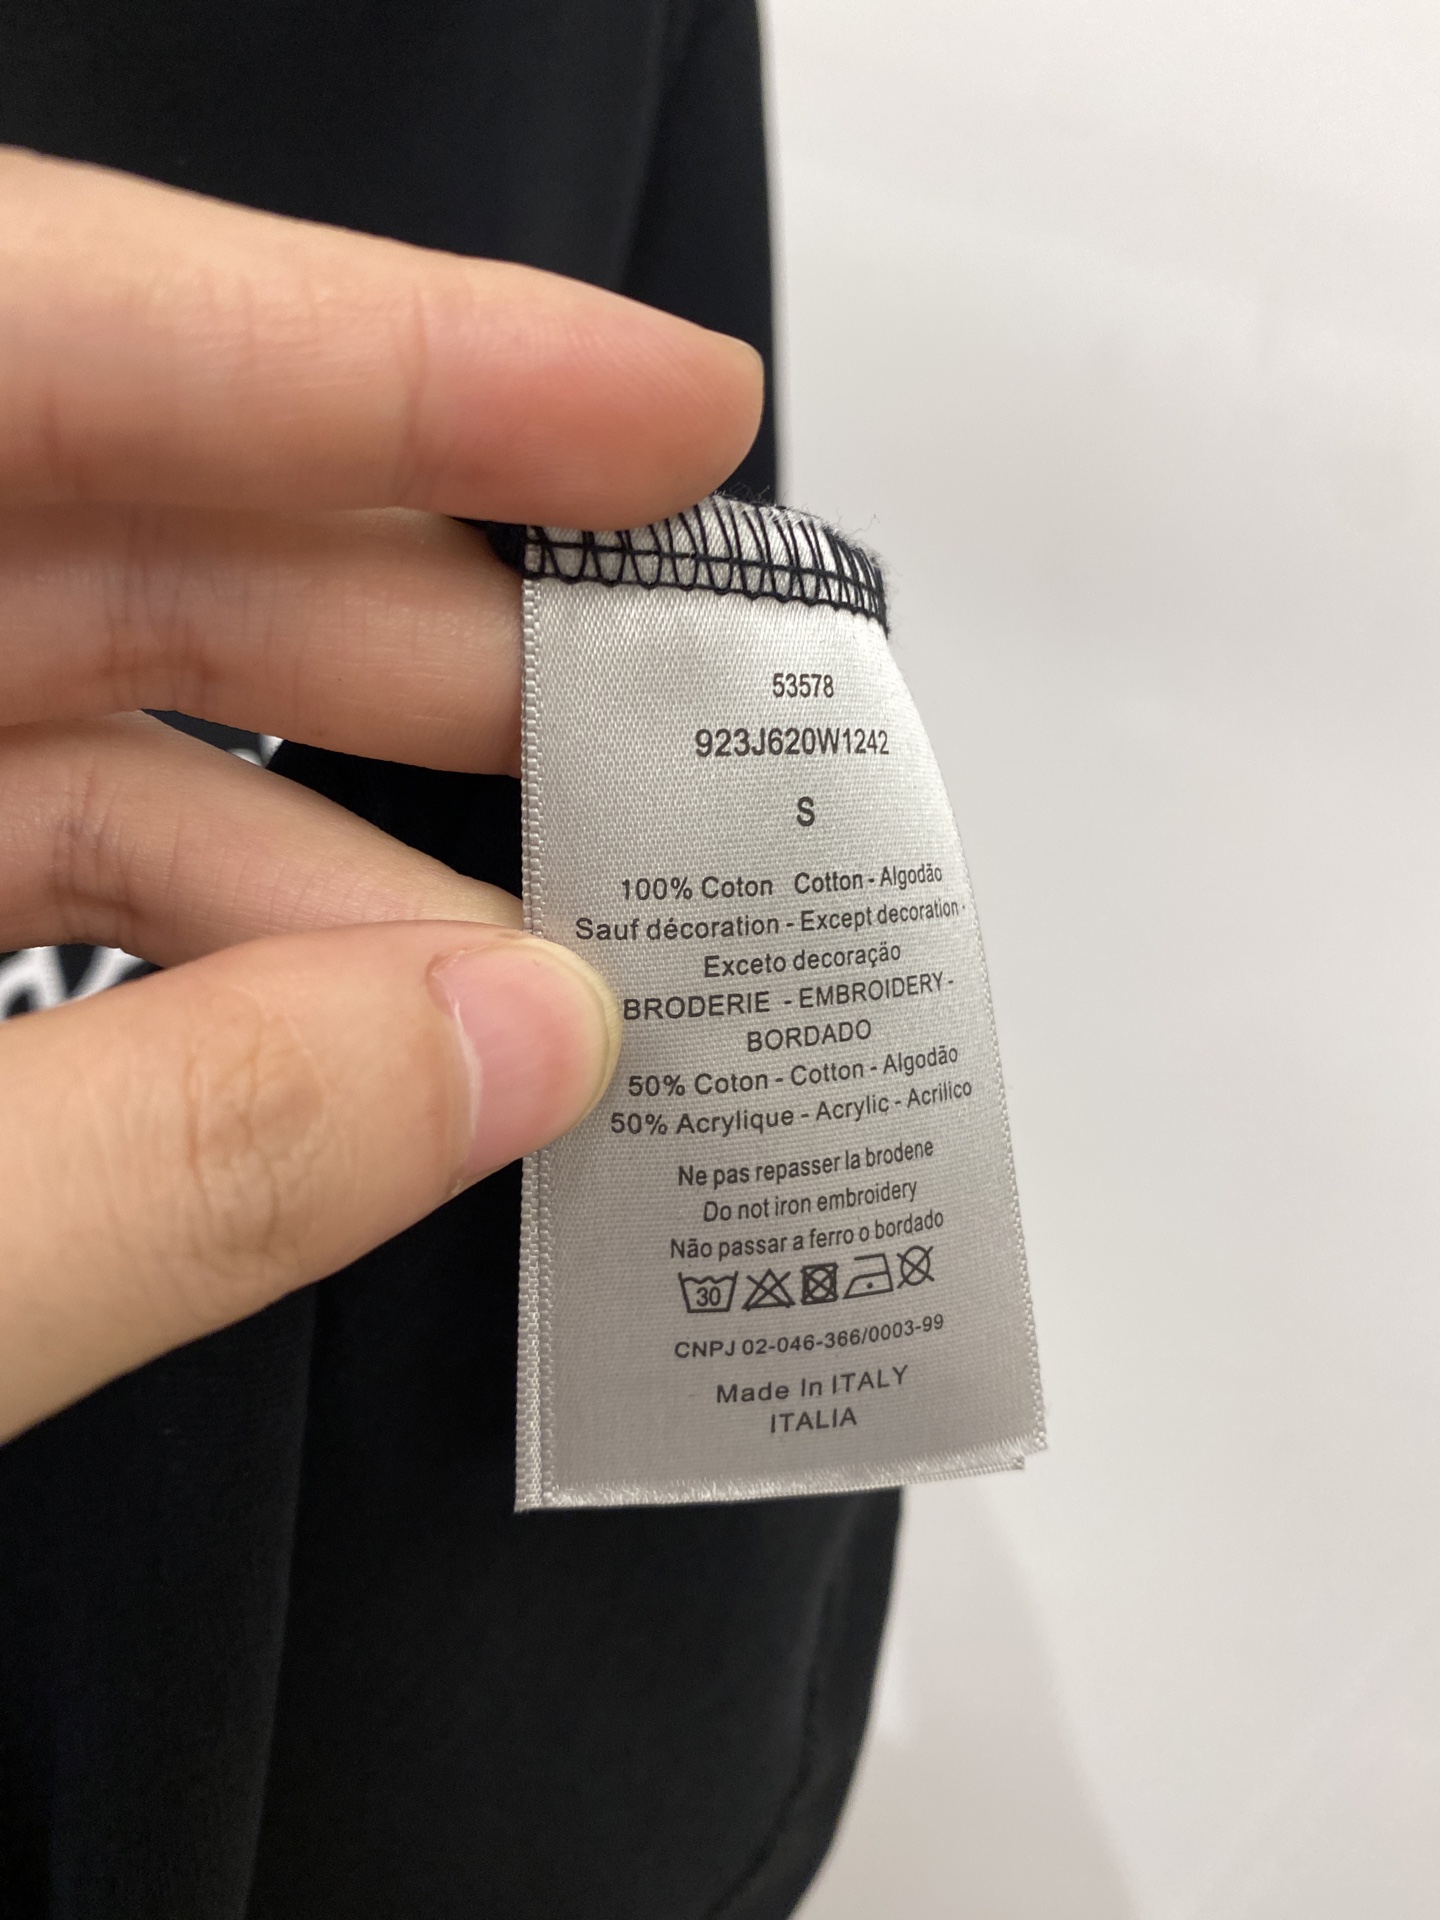 53578
923J620W1242
S
100% Coton Cotton - Algodão
Sauf décoration - Except decoration -
Exceto decoração
BRODERIE - EMBROIDERY -
BORDADO
50% Coton - Cotton - Algodão
50% Acrylique - Acrylic - Acrilico
Ne pas repasser la brodene
Do not iron embroidery
Não passar a ferro o bordado
30
CNPJ 02-046-366/0003-99
Made In ITALY
ITALIA